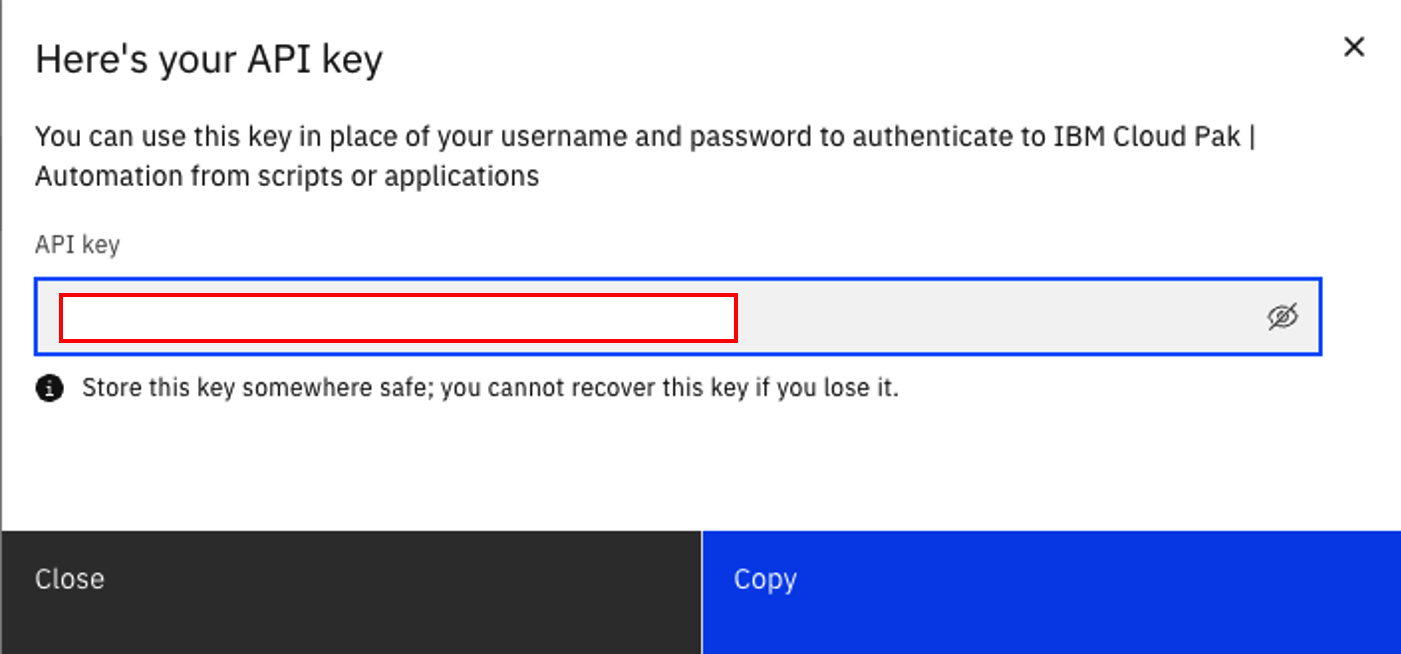 Here's your API key
You can use this key in place of your username and password to authenticate to IBM Cloud Pak |
Automation from scripts or applications
API key
Store this key somewhere safe; you cannot recover this key if you lose it.
Close
Copy